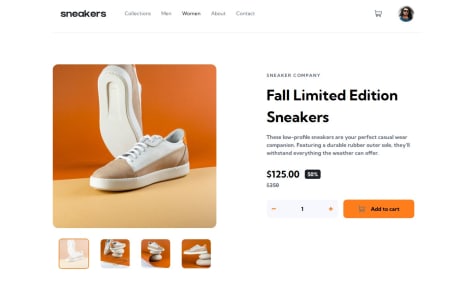 sneakers
Collections Men Women About Contact
SNEAKER COMPANY
Fall Limited Edition
Sneakers
These low-profile sneakers are your perfect casual wear
companion. Featuring a durable rubber outer sole, they'll
withstand everything the weather can offer.
$125.00 50%
$250
− 1 +
Add to cart